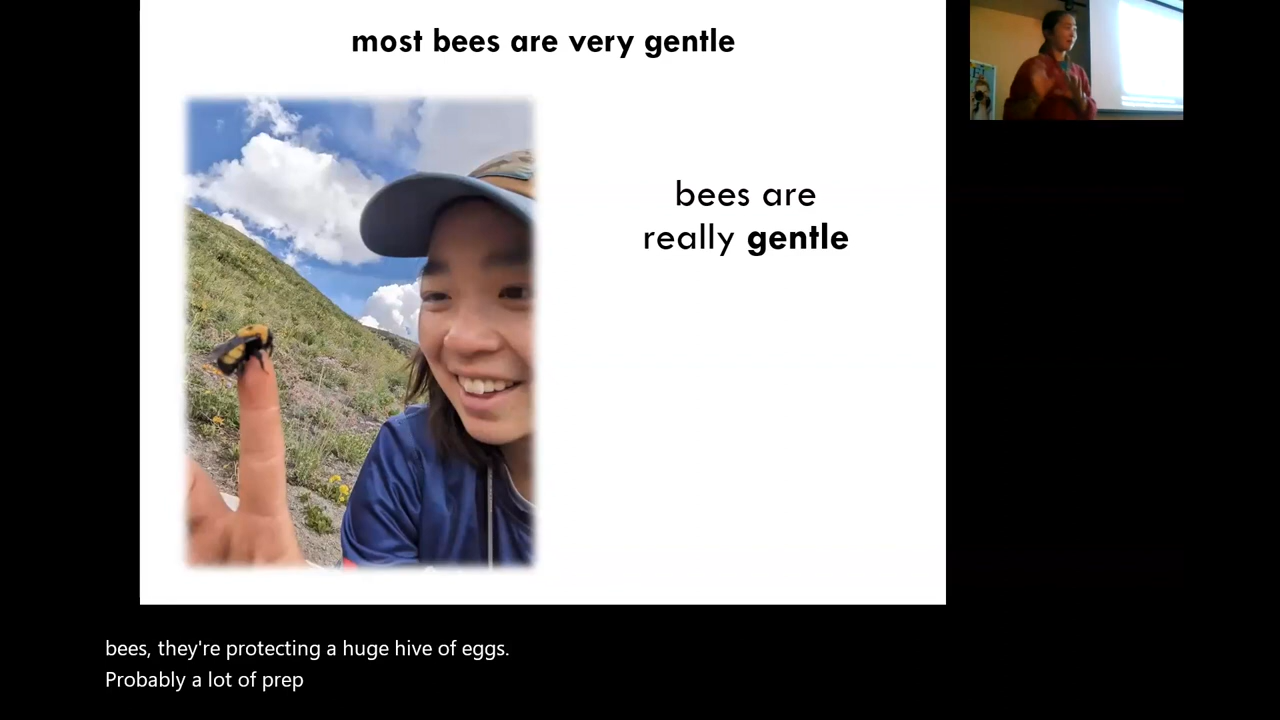 most bees are very gentle
bees are
really gentle
bees, they're protecting a huge hive of eggs.
Probably a lot of prep